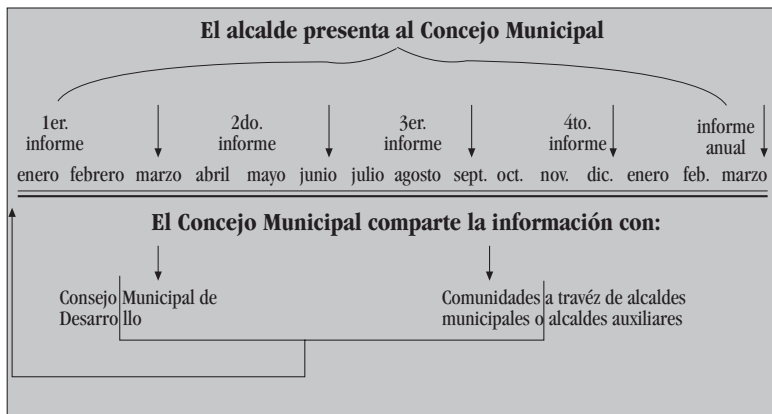 El alcalde presenta al Concejo Municipal
1er. informe
2do. informe
3er. informe
4to. informe
informe anual
enero febrero marzo abril mayo junio julio agosto sept. oct. nov. dic. enero feb. marzo
El Concejo Municipal comparte la información con:
Consejo Municipal de
Desarro llo
Comunidades a travéz de alcaldes
municipales o alcaldes auxiliares